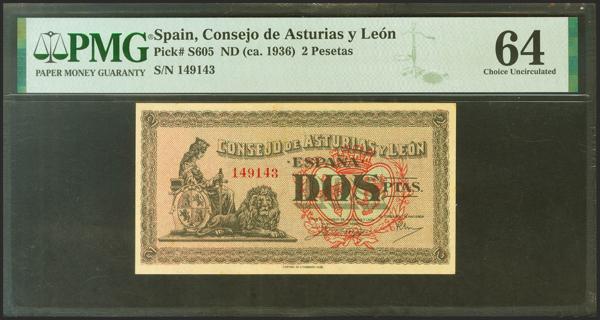 PMG
PAPER MONEY GUARANTY
Spain, Consejo de Asturias y León
Pick# S605 ND (ca. 1936) 2 Pesetas
S/N 149143
64
Choice Uncirculated
CONSEJO DE ASTURIAS Y LEÓN
ESPAÑA
149143
DOS PTAS.